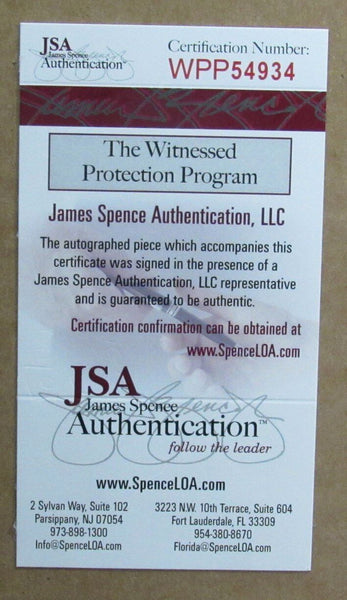 JSA
James Spence
Authentication
Certification Number:
WPP54934
James Spence
The Witnessed
Protection Program
James Spence Authentication, LLC
The autographed piece which accompanies this
certificate was signed in the presence of a
James Spence Authentication, LLC representative
and is guaranteed to be authentic.
Certification confirmation can be obtained at
www.SpenceLOA.com
JSA
James Spence
Authentication™
follow the leader
www.SpenceLOA.com
2 Sylvan Way, Suite 102
Parsippany, NJ 07054
973-898-1300
Info@SpenceLOA.com
3223 N.W. 10th Terrace, Suite 604
Fort Lauderdale, FL 33309
954-380-8670
Florida@SpenceLOA.com